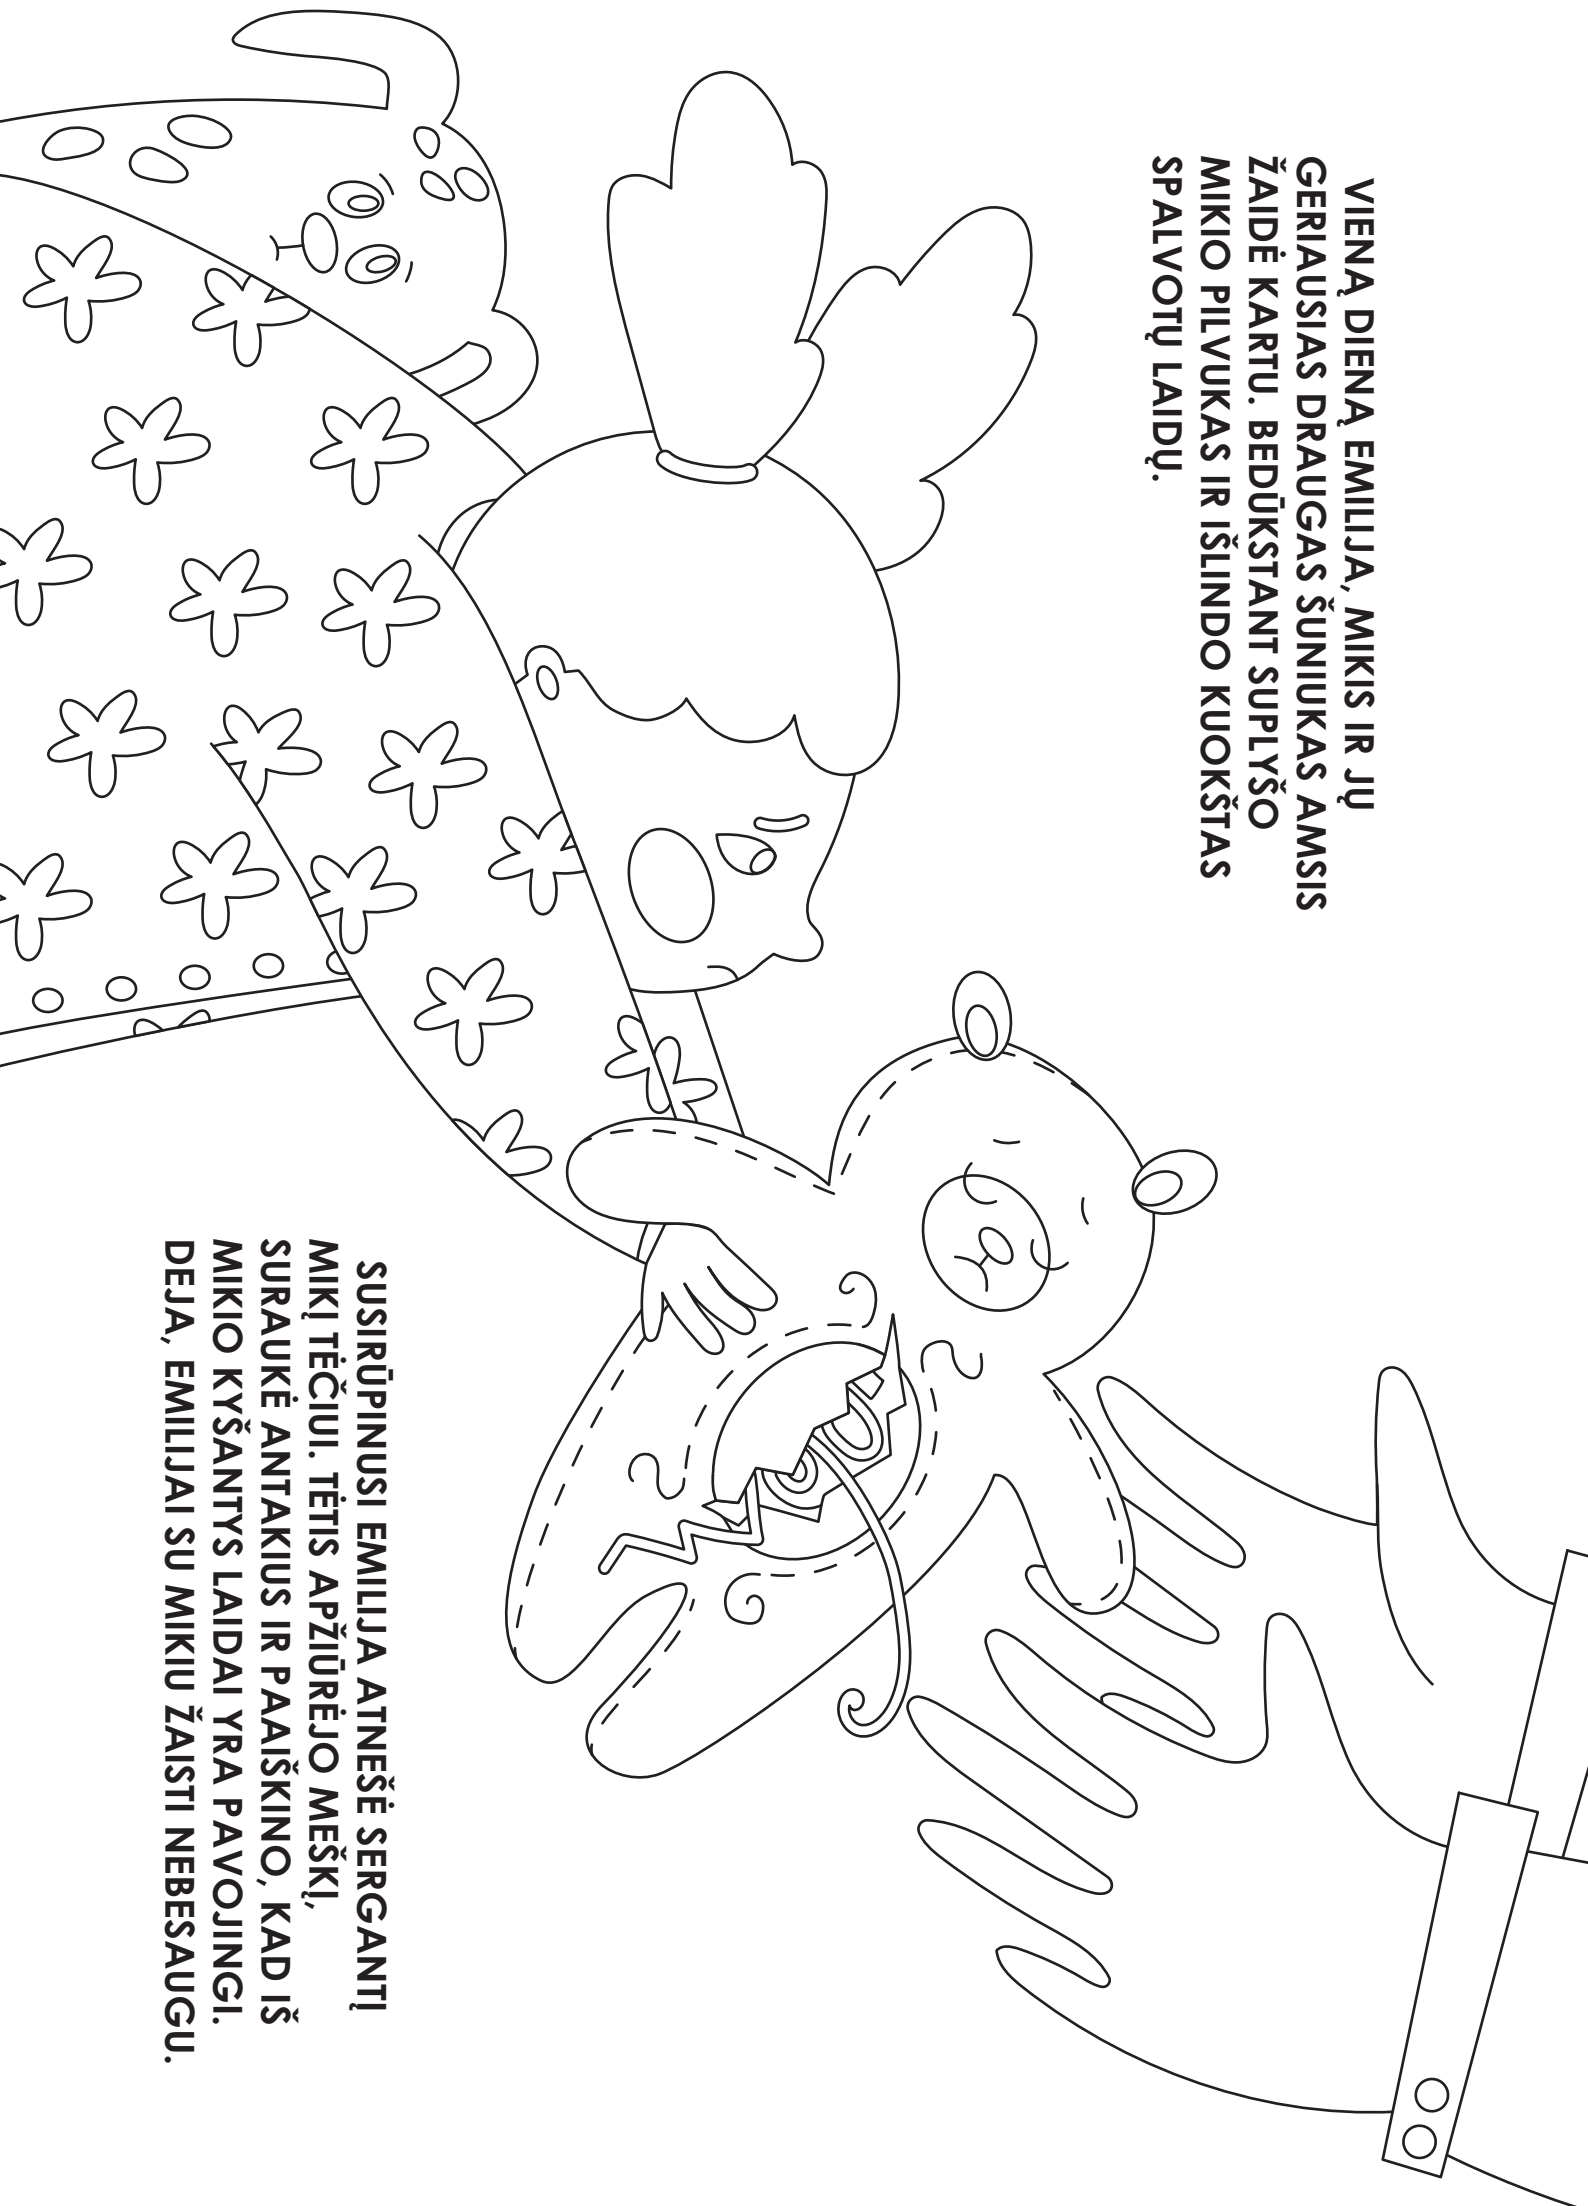 VIENĄ DIENĄ EMILIJA, MIKIS IR JŲ
GERIAUSIAS DRAUGAS ŠUNIUKAS AMSIS
ŽAIDĖ KARTU. BEDŪKSTANT SUPLYŠO
MIKIO PILVUKAS IR IŠLINDO KUOKŠTAS
SPALVOTŲ LAIDŲ.
SUSIRŪPINUSI EMILIJA ATNEŠĖ SERGANTĮ
MIKĮ TĖČIUI. TĖTIS APŽIŪRĖJO MEŠKĮ,
SURAUKĖ ANTAKIUS IR PAAIŠKINO, KAD IŠ
MIKIO KYŠANTYS LAIDAI YRA PAVOJINGI.
DEJA, EMILIJAI SU MIKIU ŽAISTI NEBESAUGU.